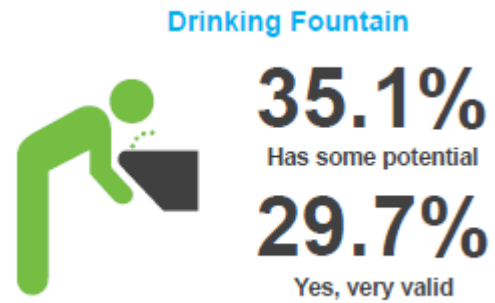 Drinking Fountain
35.1%
Has some potential
29.7%
Yes, very valid